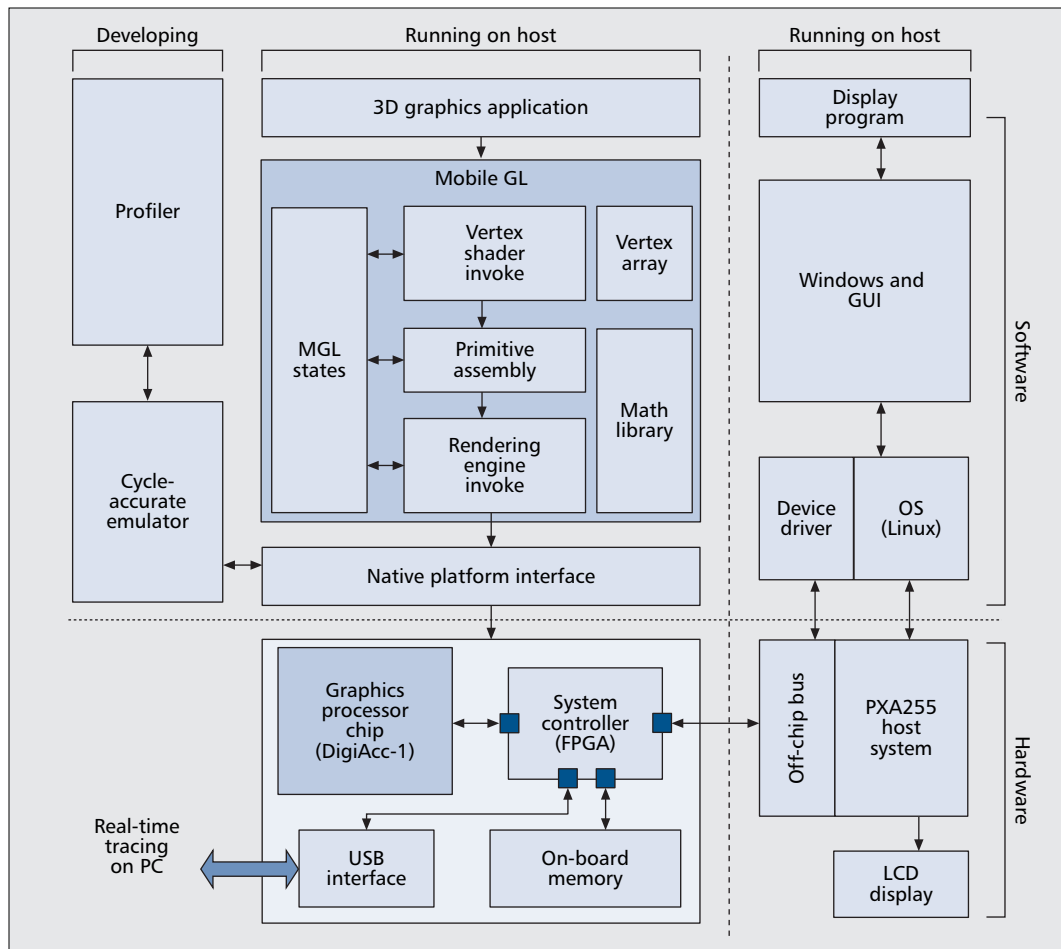 Developing
Running on host
Running on host
Profiler
Cycle-
accurate
emulator
3D graphics application
Mobile GL
MGL
states
Vertex
shader
invoke
Vertex
array
Primitive
assembly
Math
library
Rendering
engine
invoke
Native platform interface
Display
program
Windows and
GUI
Device
driver
OS
(Linux)
Software
Graphics
processor
chip
(DigiAcc-1)
System
controller
(FPGA)
USB
interface
On-board
memory
Real-time
tracing
on PC
Off-chip bus
PXA255
host
system
LCD
display
Hardware